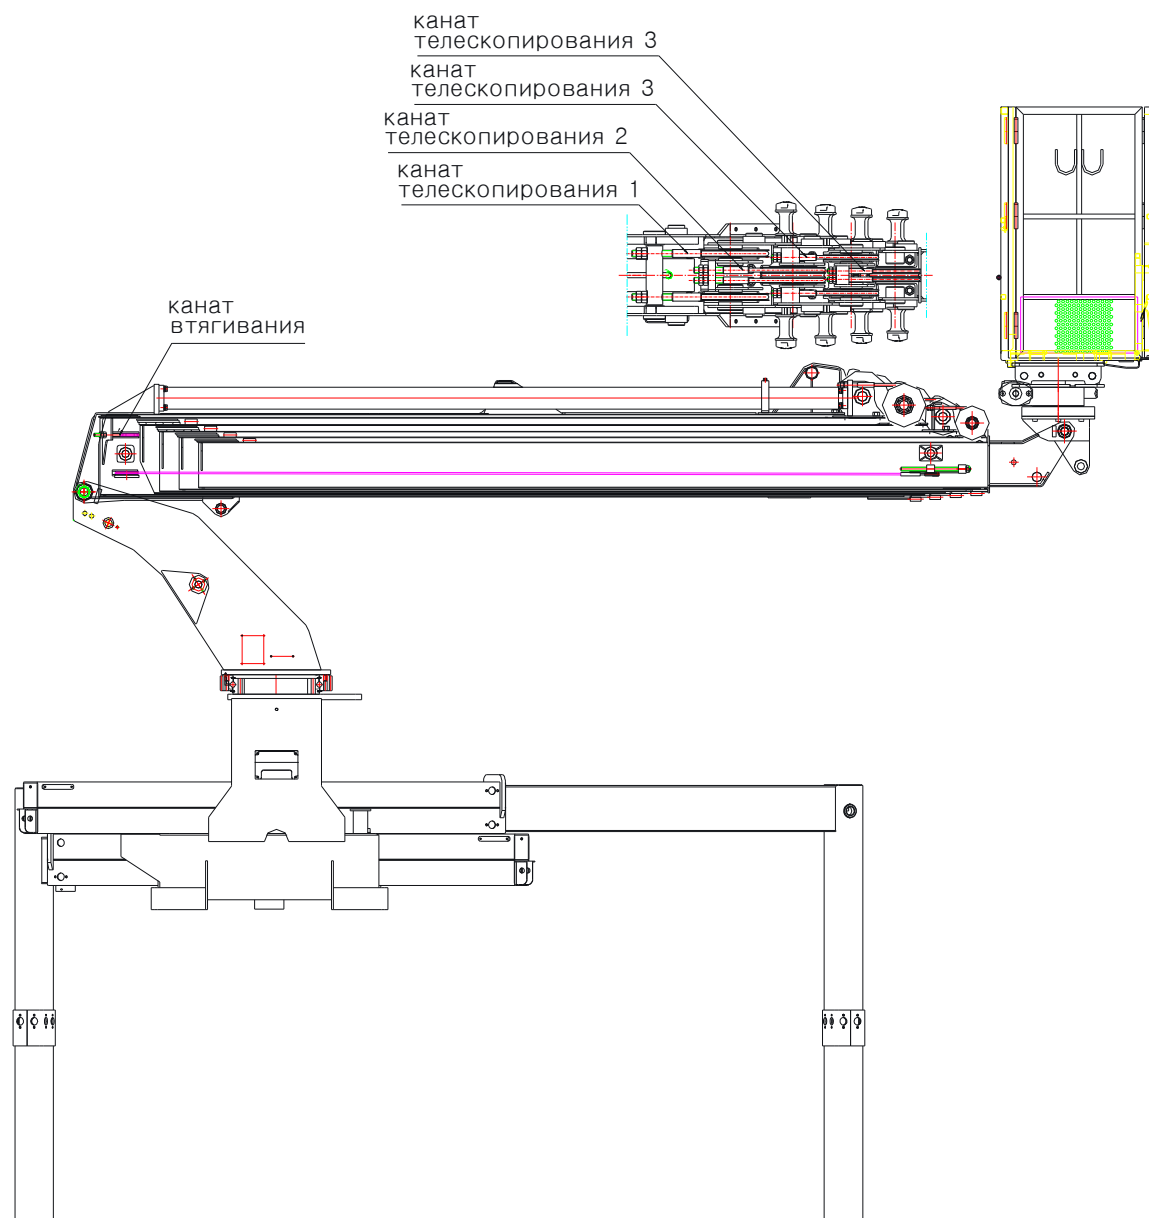 канат
телескопирования 3
канат
телескопирования 3
канат
телескопирования 2
канат
телескопирования 1
канат
втягивания